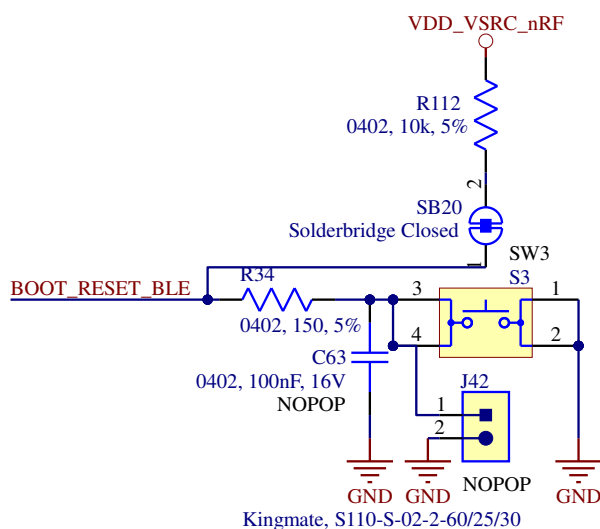 VDD_VSRC_nRF
R112
0402, 10k, 5%
2
SB20
Solderbridge Closed
1
SW3
S3
BOOT_RESET_BLE
R34
0402, 150, 5%
3
1
4
2
C63
0402, 100nF, 16V
NOPOP
J42
1
2
NOPOP
GND
GND
GND
Kingmate, S110-S-02-2-60/25/30